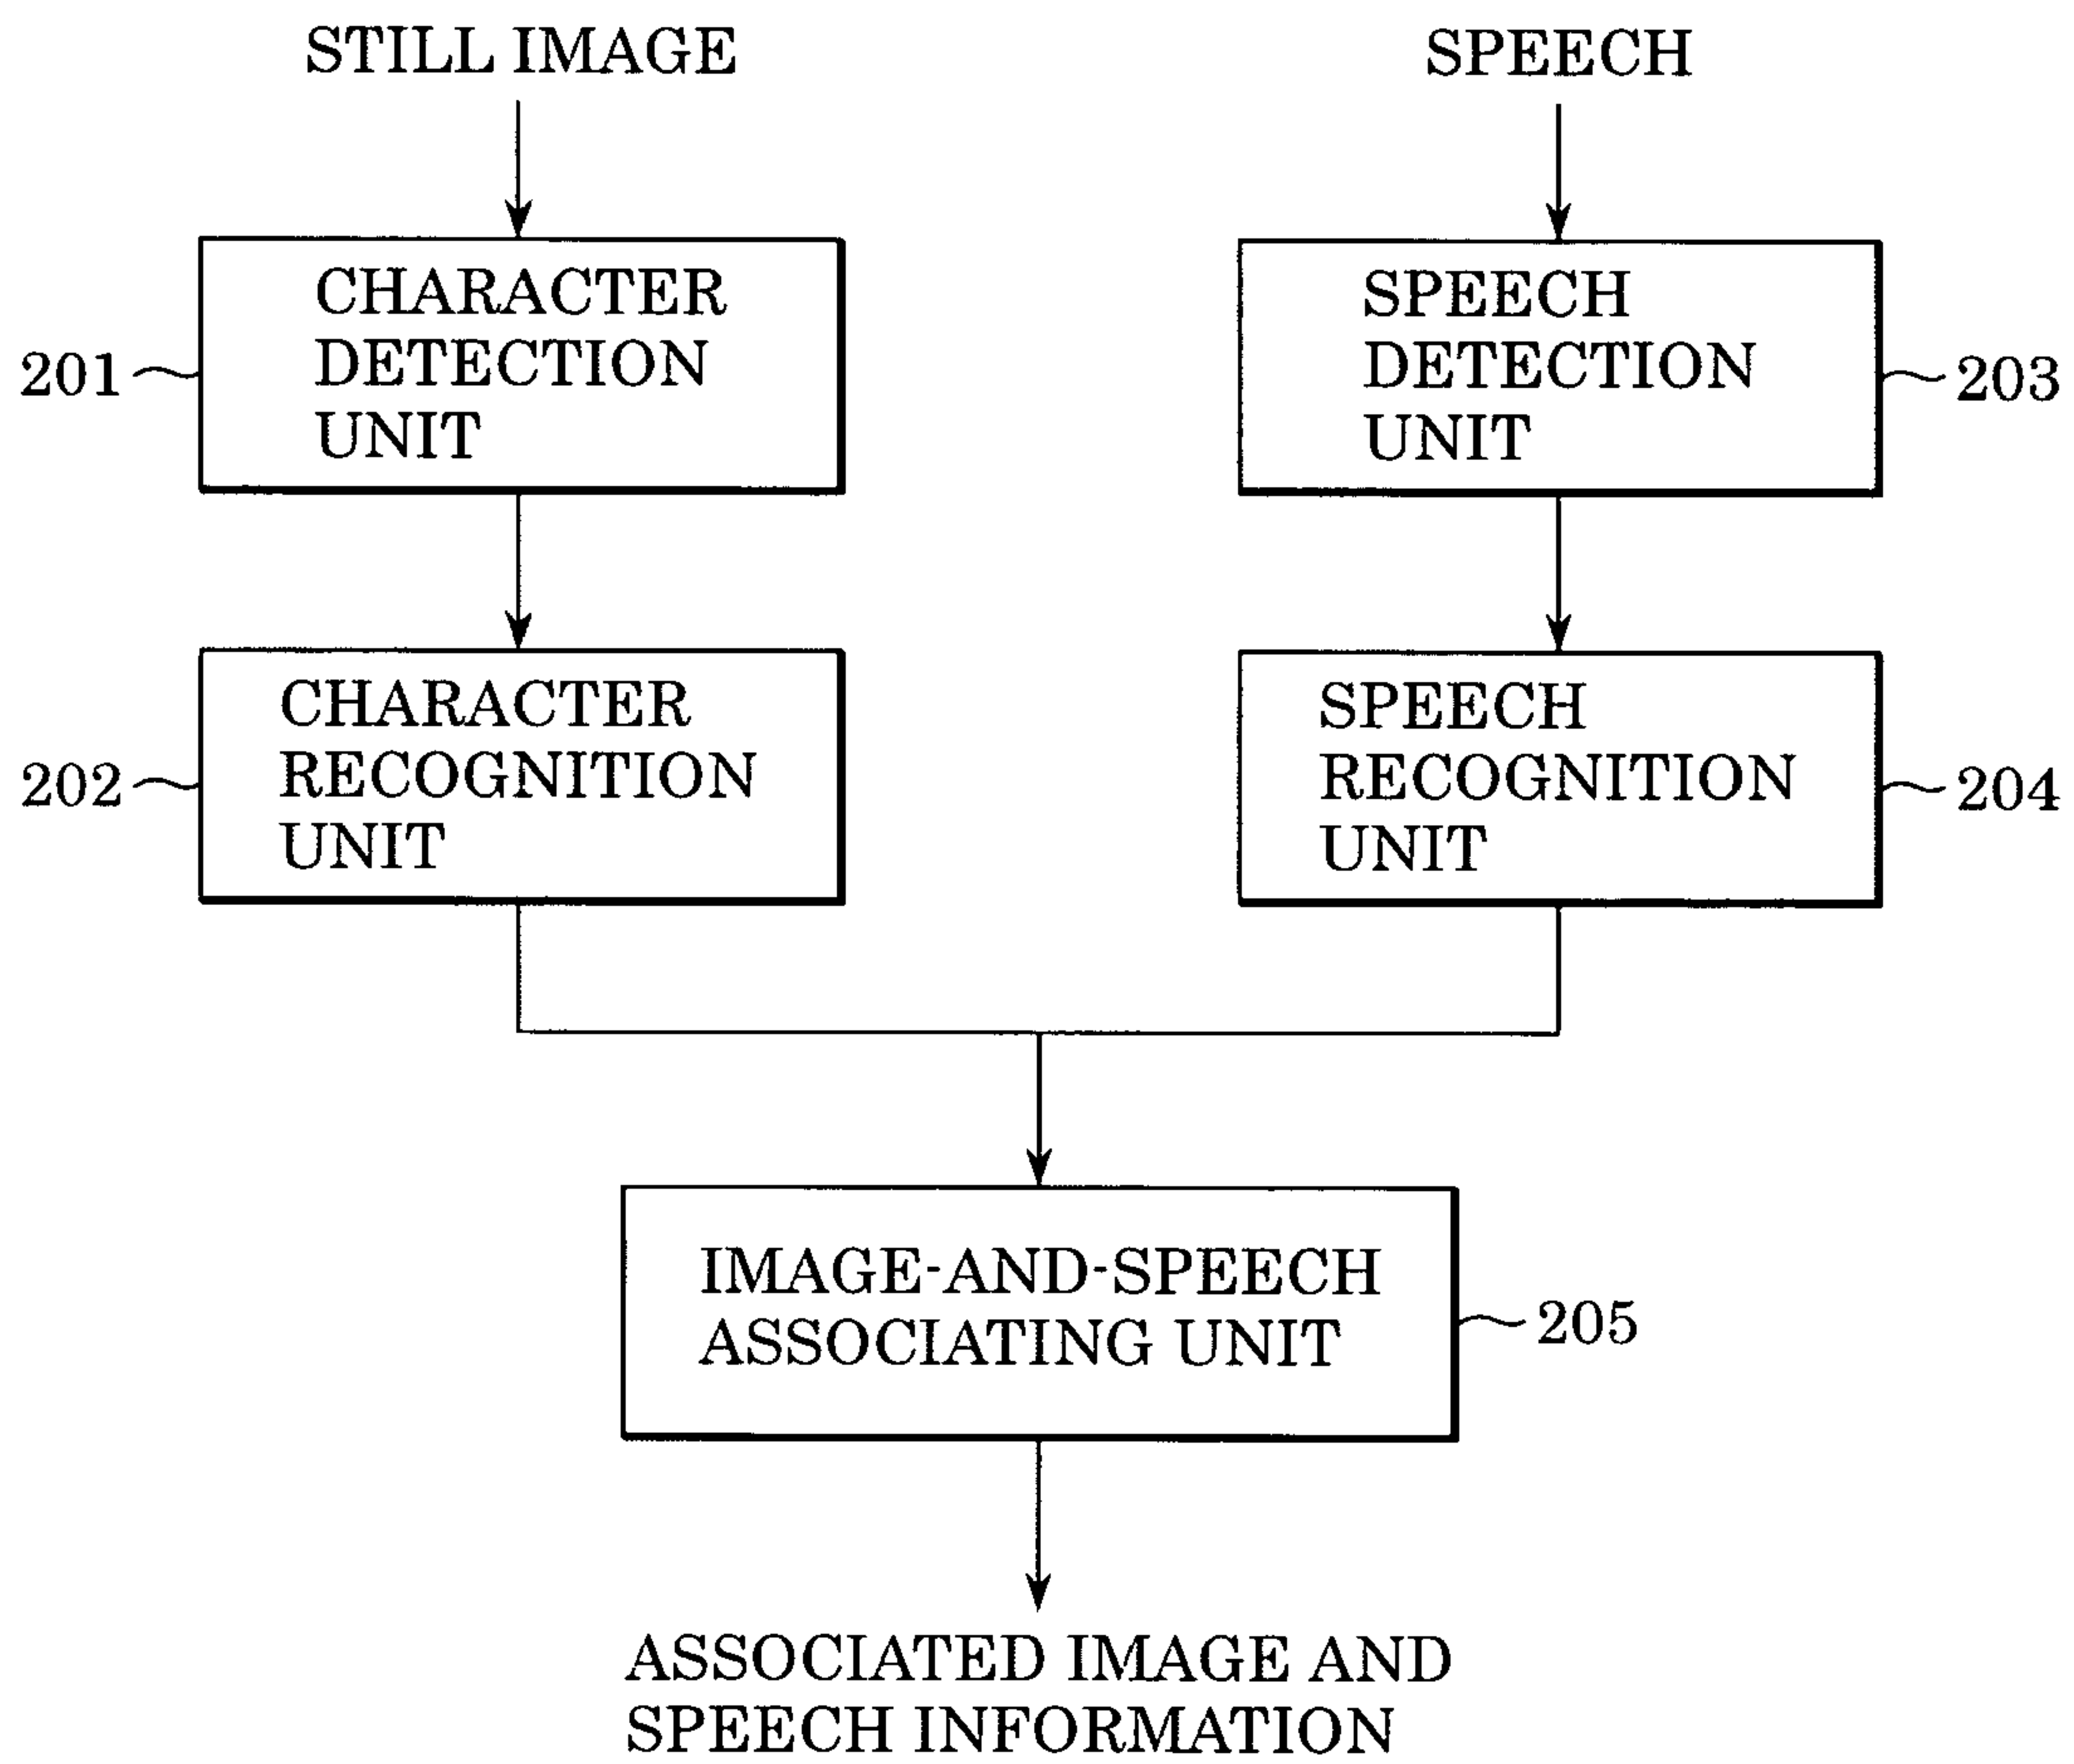 STILL IMAGE
SPEECH
CHARACTER
DETECTION
UNIT
201
SPEECH
DETECTION
UNIT
203
CHARACTER
RECOGNITION
UNIT
202
SPEECH
RECOGNITION
UNIT
204
IMAGE-AND-SPEECH
ASSOCIATING UNIT
205
ASSOCIATED IMAGE AND
SPEECH INFORMATION